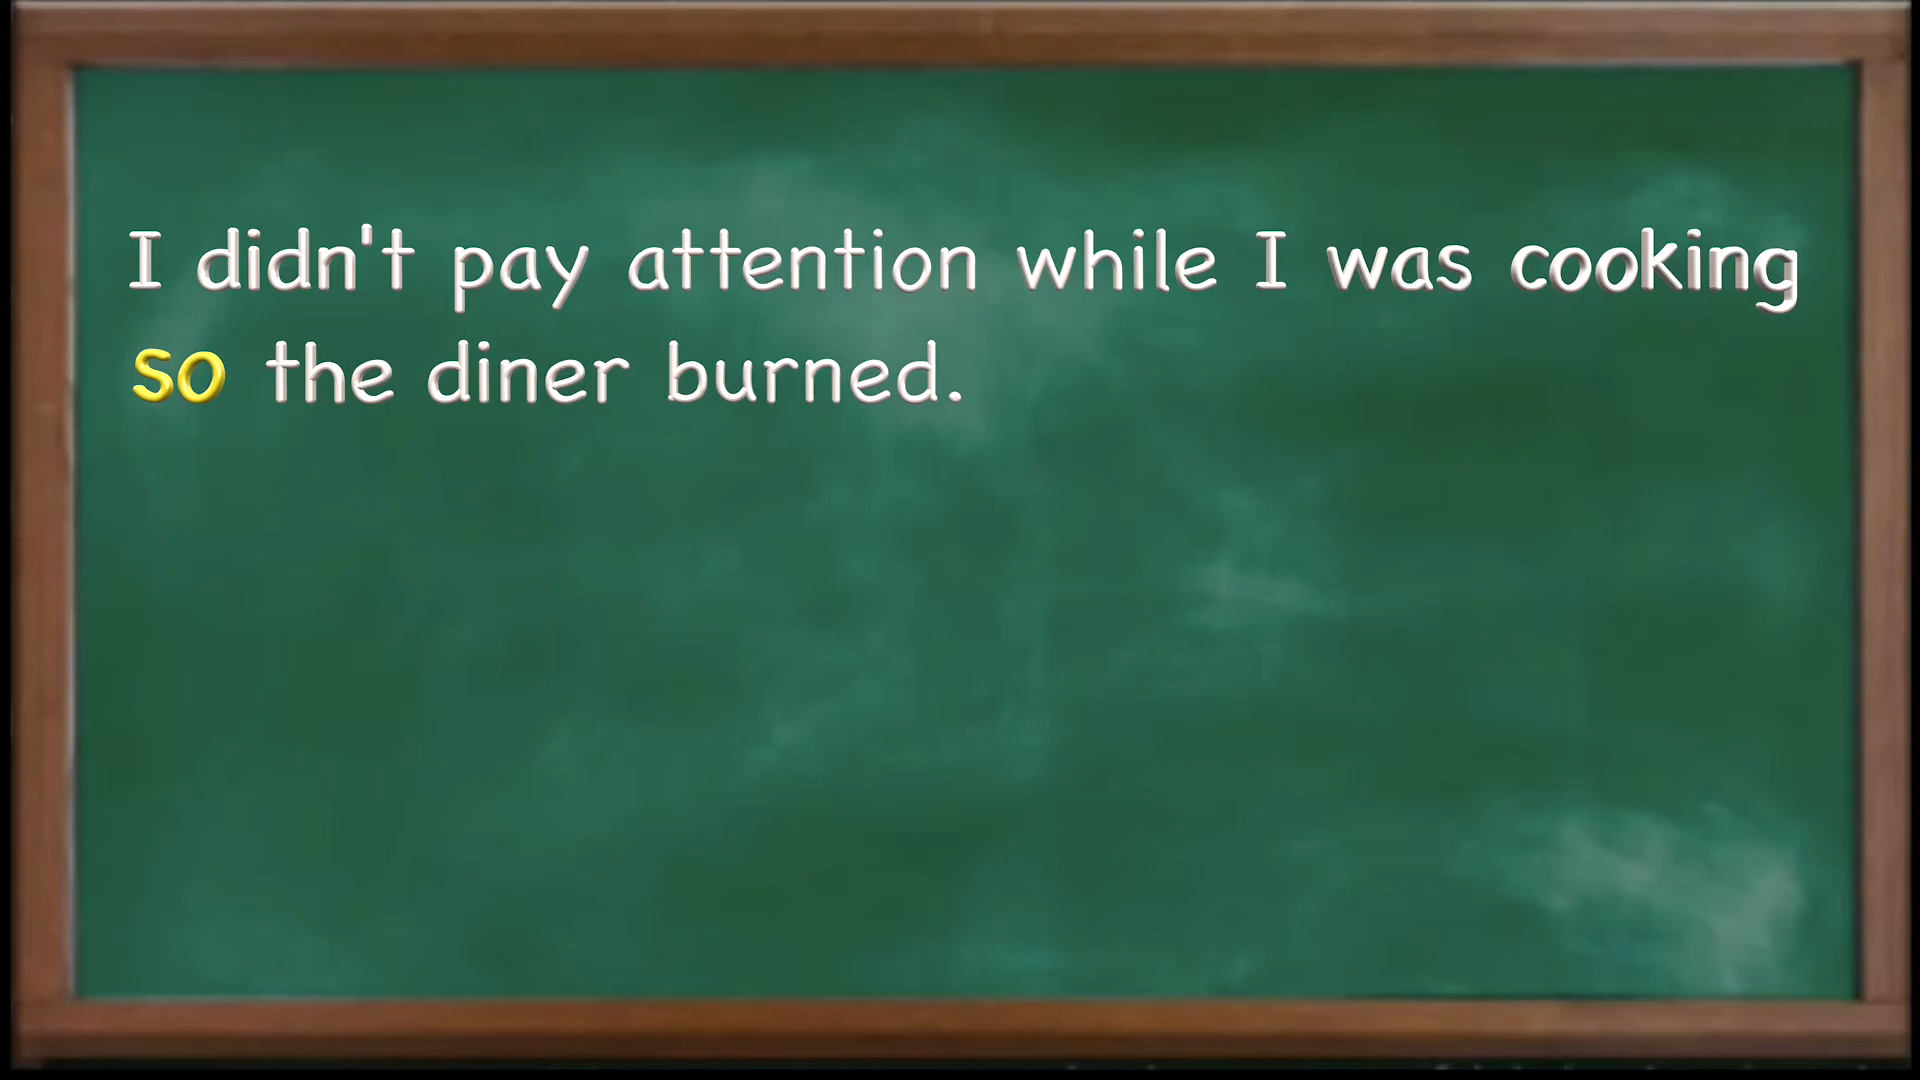 I didn't pay attention while I was cooking
so the diner burned.